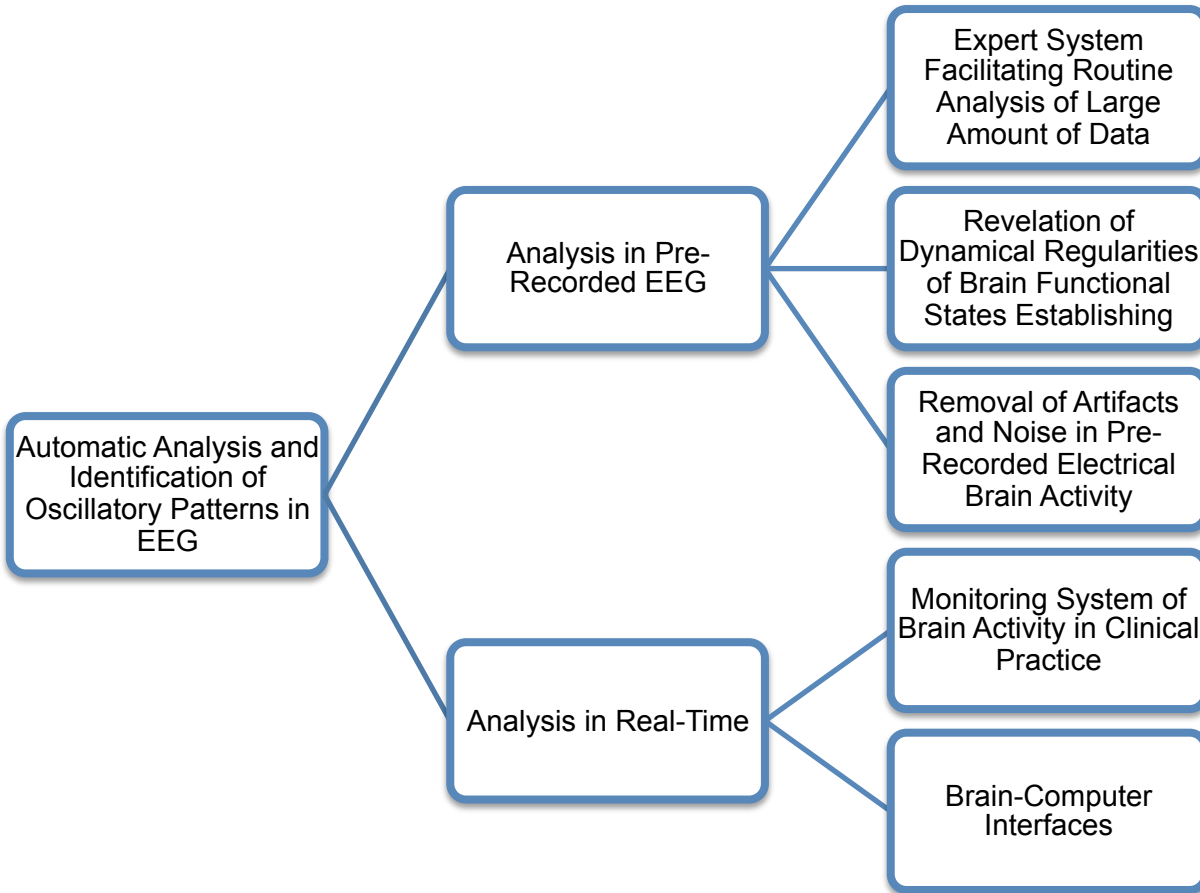 Expert System
Facilitating Routine
Analysis of Large
Amount of Data
Analysis in Pre-
Recorded EEG
Revelation of
Dynamical Regularities
of Brain Functional
States Establishing
Removal of Artifacts
and Noise in Pre-
Recorded Electrical
Brain Activity
Automatic Analysis and
Identification of
Oscillatory Patterns in
EEG
Monitoring System of
Brain Activity in Clinical
Practice
Analysis in Real-Time
Brain-Computer
Interfaces